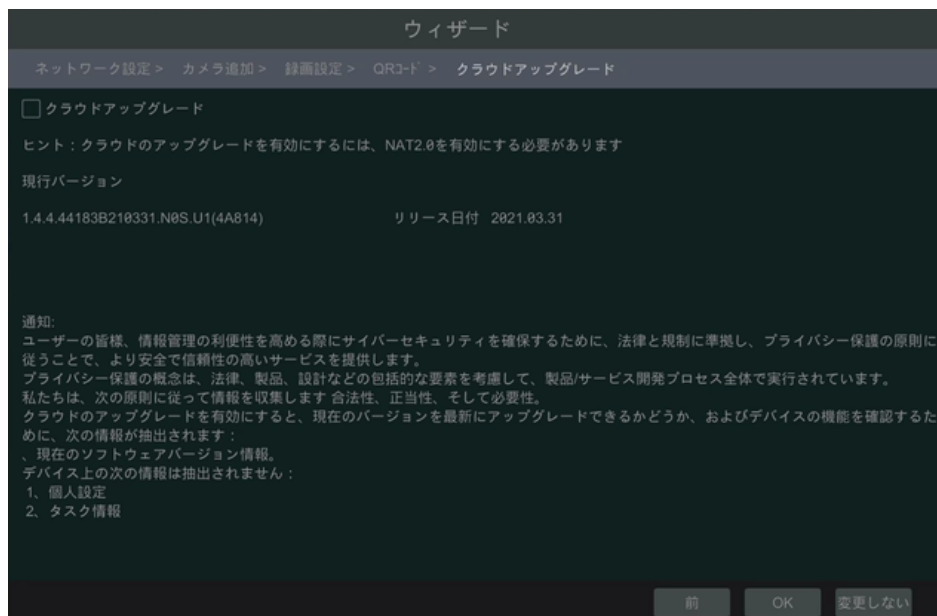 ウィザード
ネットワーク設定 > カメラ追加 > 録画設定 > QRｺｰﾄﾞ > クラウドアップグレード
クラウドアップグレード
ヒント：クラウドのアップグレードを有効にするには、NAT2.0を有効にする必要があります
現行バージョン
1.4.4.44183B210331.N0S.U1(4A814) リリース日付 2021.03.31
通知:
ユーザーの皆様、情報管理の利便性を高める際にサイバーセキュリティを確保するために、法律と規制に準拠し、プライバシー保護の原則に
従うことで、より安全で信頼性の高いサービスを提供します。
プライバシー保護の概念は、法律、製品、設計などの包括的な要素を考慮して、製品/サービス開発プロセス全体で実行されています。
私たちは、次の原則に従って情報を収集します 合法性、正当性、そして必要性。
クラウドのアップグレードを有効にすると、現在のバージョンを最新にアップグレードできるかどうか、およびデバイスの機能を確認するた
めに、次の情報が抽出されます：
、現在のソフトウェアバージョン情報。
デバイス上の次の情報は抽出されません：
1、個人設定
2、タスク情報
前 OK 変更しない